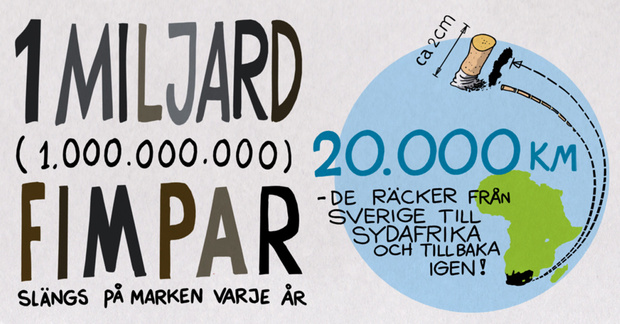 1 MILJARD
(1.000.000.000)
FIMPAR
SLÄNGS PÅ MARKEN VARJE ÅR
ca 2cm
20.000 KM
- DE RÄCKER FRÅN
SVERIGE TILL
SYDAFRIKA
OCH TILLBAKA
IGEN!